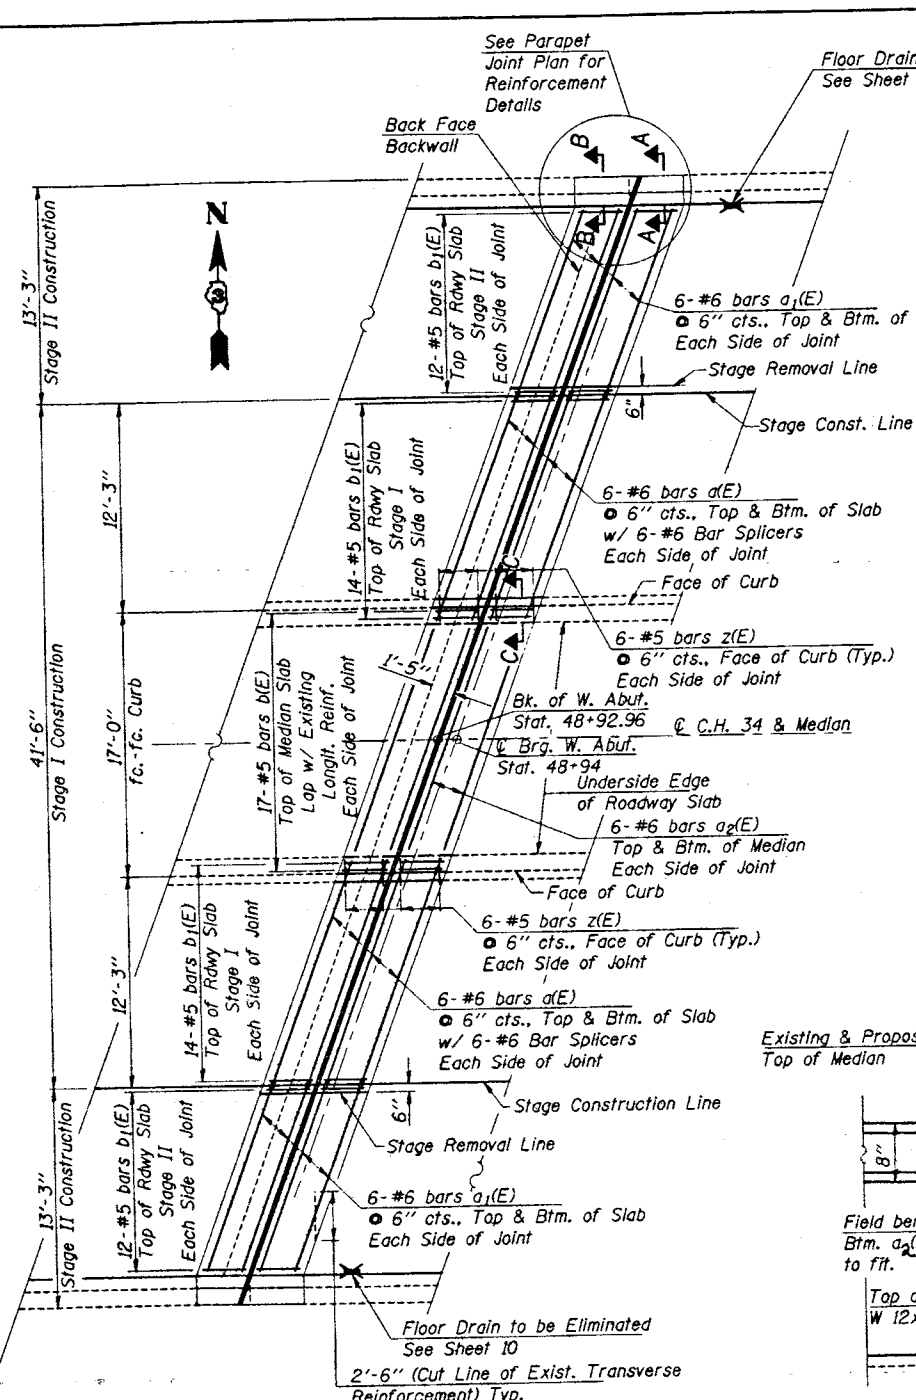 See Parapet
Joint Plan for
Reinforcement
Details
Floor Drain
See Sheet
Back Face
Backwall
B
A
B
A
N
13'-3"
Stage II Construction
12-#5 bars b1(E)
Top of Rdwy Slab
Stage II
Each Side of Joint
6-#6 bars a1(E)
@ 6" cts., Top & Btm. of
Each Side of Joint
Stage Removal Line
6"
Stage Const. Line
12'-3"
14-#5 bars b1(E)
Top of Rdwy Slab
Stage I
Each Side of Joint
6-#6 bars a(E)
@ 6" cts., Top & Btm. of Slab
w/ 6-#6 Bar Splicers
Each Side of Joint
C
C
Face of Curb
6-#5 bars z(E)
@ 6" cts., Face of Curb (Typ.)
Each Side of Joint
41'-6"
Stage I Construction
17'-0"
fc.-fc. Curb
17-#5 bars b(E)
Top of Median Slab
Lap w/ Existing
Longit. Reinf.
Each Side of Joint
1'-5"
Bk. of W. Abut.
Stat. 48+92.96
℄ C.H. 34 & Median
℄ Brg. W. Abut.
Stat. 48+94
Underside Edge
of Roadway Slab
6-#6 bars a2(E)
Top & Btm. of Median
Each Side of Joint
Face of Curb
6-#5 bars z(E)
@ 6" cts., Face of Curb (Typ.)
Each Side of Joint
12'-3"
14-#5 bars b1(E)
Top of Rdwy Slab
Stage I
Each Side of Joint
6-#6 bars a(E)
@ 6" cts., Top & Btm. of Slab
w/ 6-#6 Bar Splicers
Each Side of Joint
Existing & Propos
Top of Median
6"
Stage Construction Line
Stage Removal Line
13'-3"
Stage II Construction
12-#5 bars b1(E)
Top of Rdwy Slab
Stage II
Each Side of Joint
8"
6-#6 bars a1(E)
@ 6" cts., Top & Btm. of Slab
Each Side of Joint
Field ben
Btm. a2(
to fit.
Top o
W 12x
Floor Drain to be Eliminated
See Sheet 10
2'-6" (Cut Line of Exist. Transverse
Reinforcement) Typ.